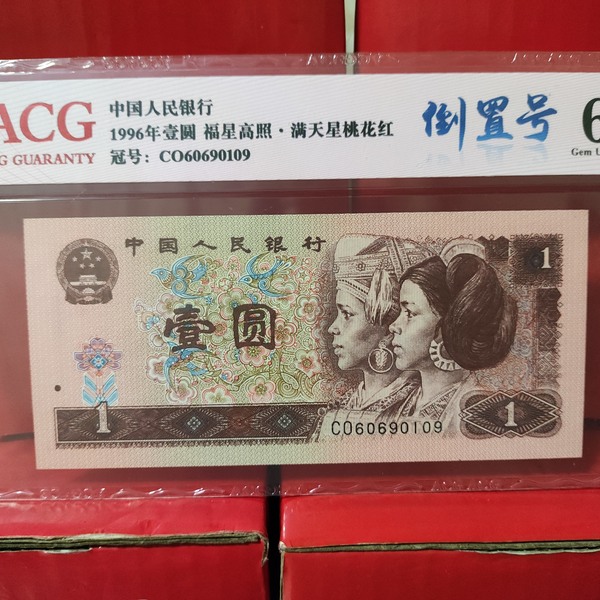 ACG
NG GUARANTY
中国人民银行
1996年壹圆 福星高照·满天星桃花红
冠号：CO60690109
倒置号
6
Gem U
中国人民银行
1
壹圆
1
CO60690109
1